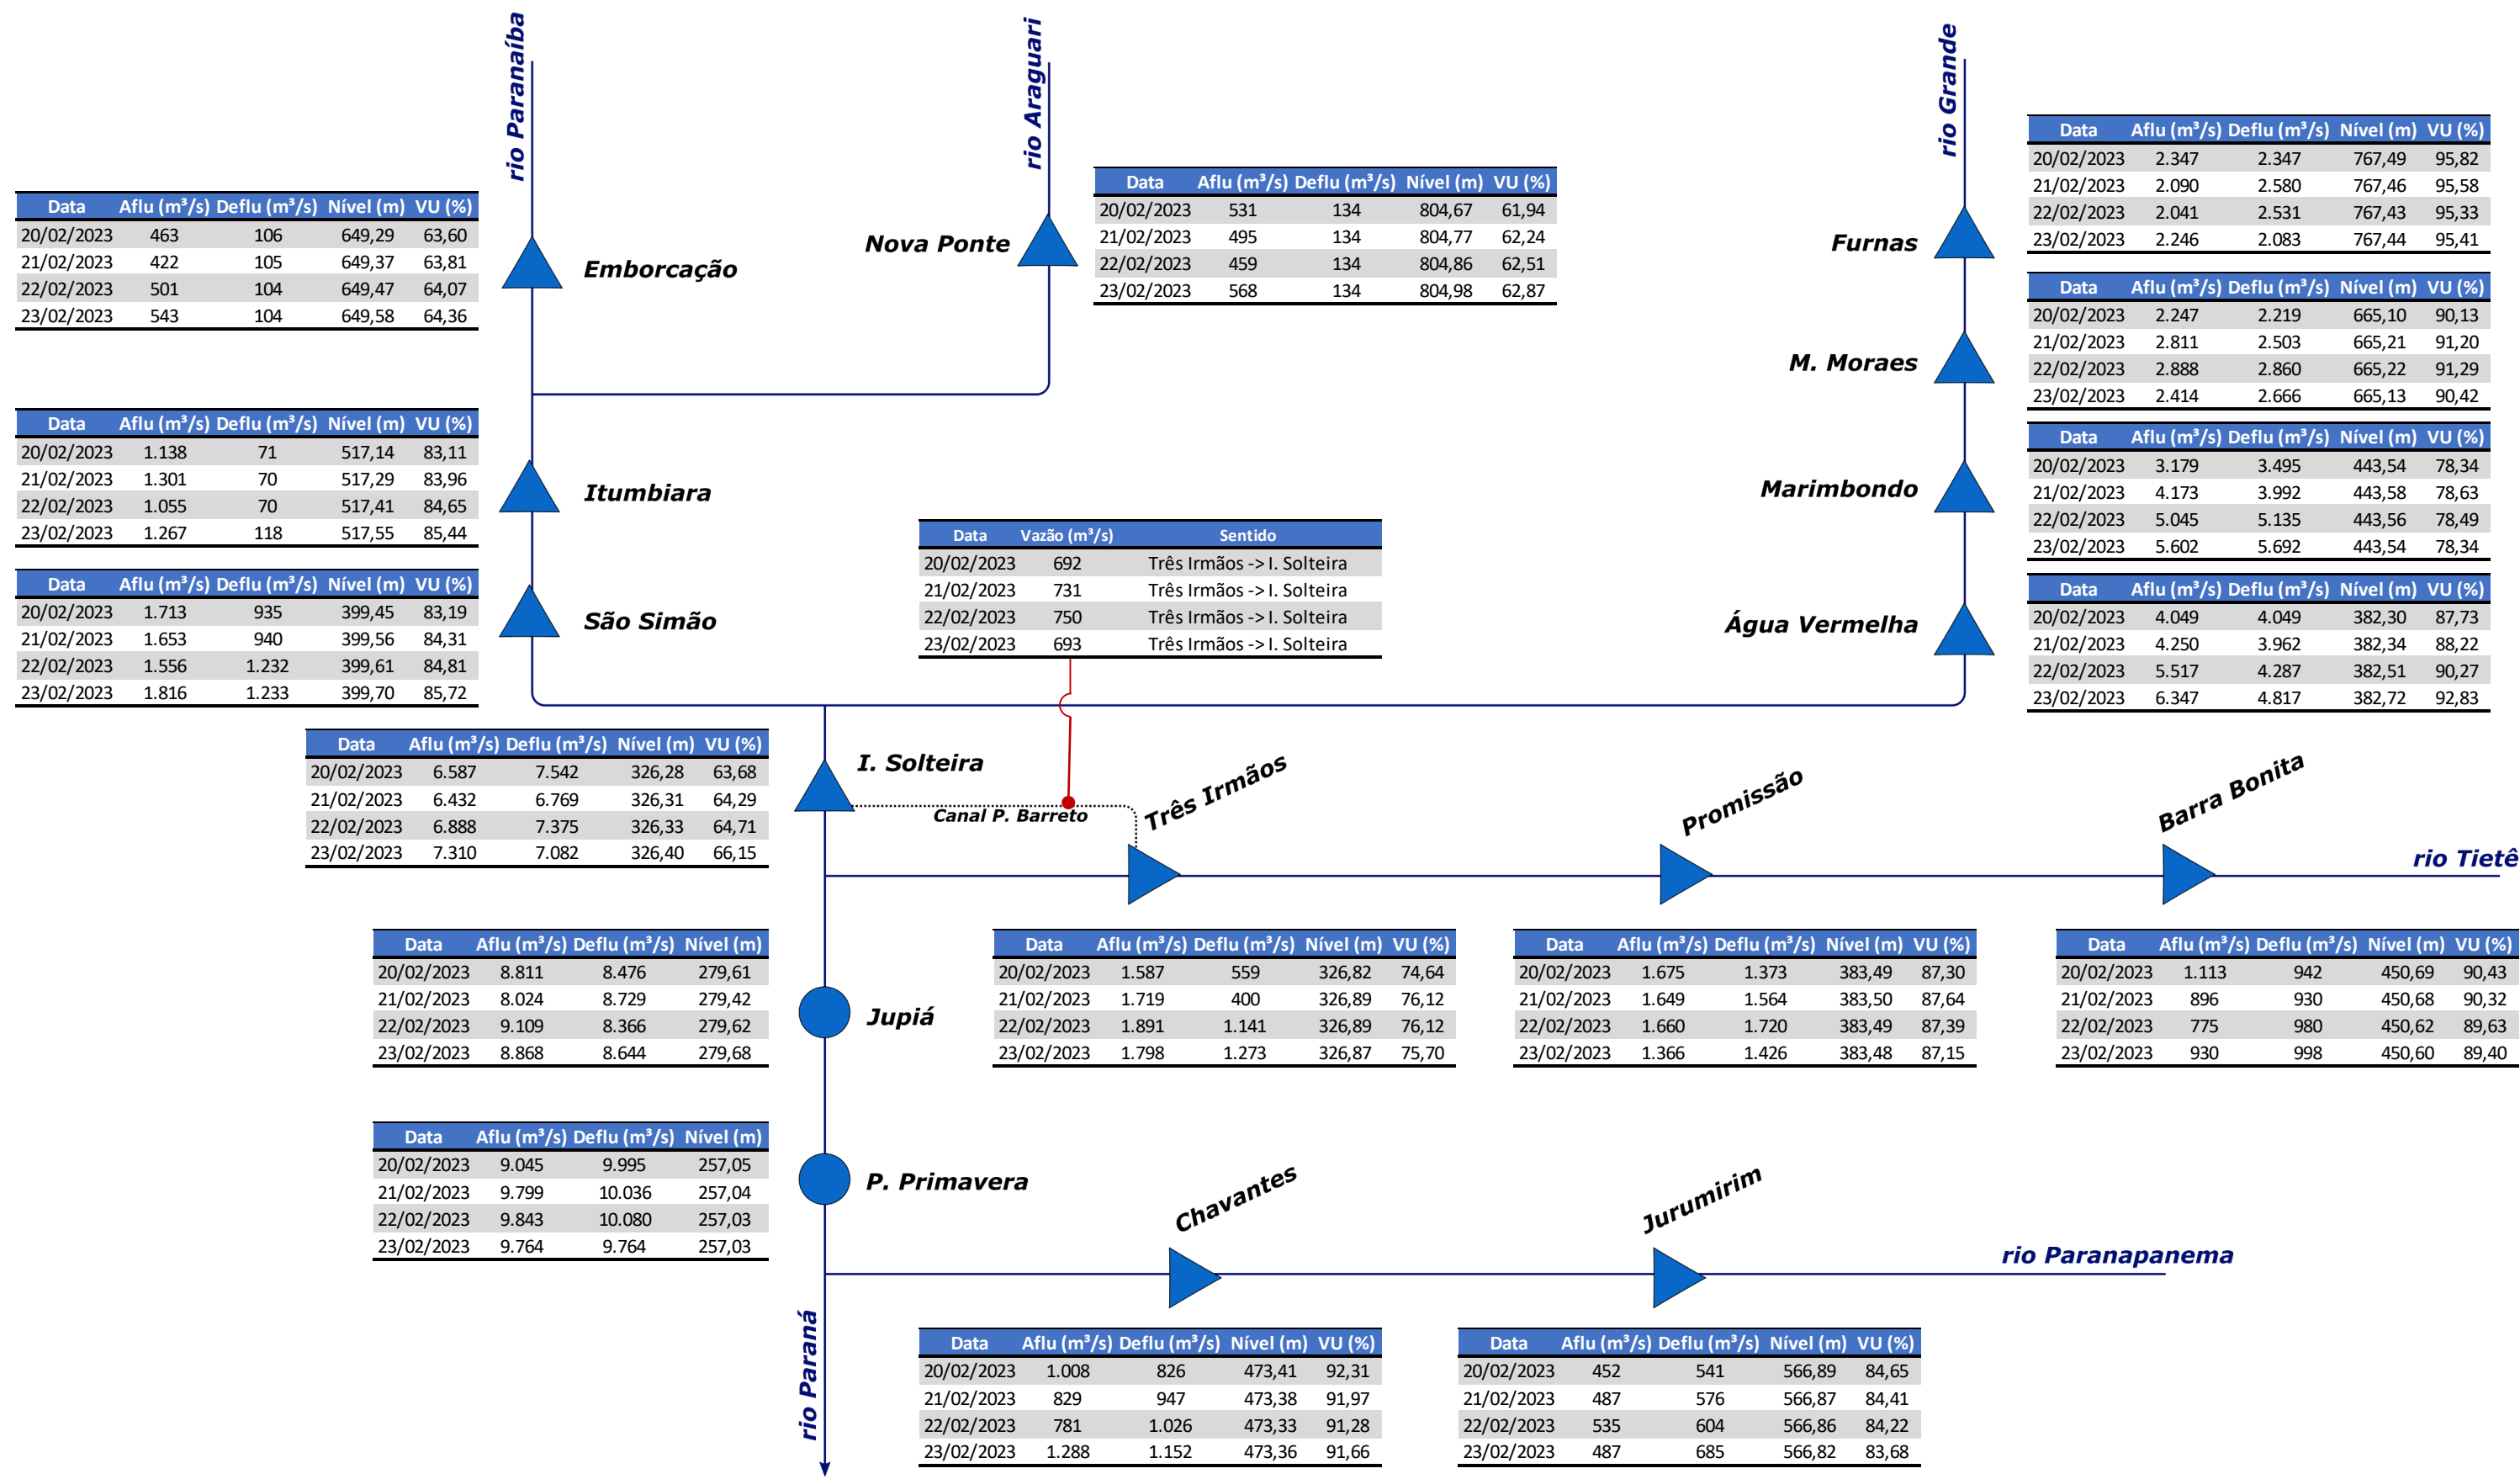 rio Paranaíba
rio Araguari
rio Grande
Data Aflu (m³/s) Deflu (m³/s) Nível (m) VU (%)
20/02/2023 463 106 649,29 63,60
21/02/2023 422 105 649,37 63,81
22/02/2023 501 104 649,47 64,07
23/02/2023 543 104 649,58 64,36
Emborcação
Nova Ponte
Data Aflu (m³/s) Deflu (m³/s) Nível (m) VU (%)
20/02/2023 531 134 804,67 61,94
21/02/2023 495 134 804,77 62,24
22/02/2023 459 134 804,86 62,51
23/02/2023 568 134 804,98 62,87
Furnas
Data Aflu (m³/s) Deflu (m³/s) Nível (m) VU (%)
20/02/2023 2.347 2.347 767,49 95,82
21/02/2023 2.090 2.580 767,46 95,58
22/02/2023 2.041 2.531 767,43 95,33
23/02/2023 2.246 2.083 767,44 95,41
M. Moraes
Data Aflu (m³/s) Deflu (m³/s) Nível (m) VU (%)
20/02/2023 2.247 2.219 665,10 90,13
21/02/2023 2.811 2.503 665,21 91,20
22/02/2023 2.888 2.860 665,22 91,29
23/02/2023 2.414 2.666 665,13 90,42
Data Aflu (m³/s) Deflu (m³/s) Nível (m) VU (%)
20/02/2023 1.138 71 517,14 83,11
21/02/2023 1.301 70 517,29 83,96
22/02/2023 1.055 70 517,41 84,65
23/02/2023 1.267 118 517,55 85,44
Itumbiara
Marimbondo
Data Aflu (m³/s) Deflu (m³/s) Nível (m) VU (%)
20/02/2023 3.179 3.495 443,54 78,34
21/02/2023 4.173 3.992 443,58 78,63
22/02/2023 5.045 5.135 443,56 78,49
23/02/2023 5.602 5.692 443,54 78,34
Data Aflu (m³/s) Deflu (m³/s) Nível (m) VU (%)
20/02/2023 1.713 935 399,45 83,19
21/02/2023 1.653 940 399,56 84,31
22/02/2023 1.556 1.232 399,61 84,81
23/02/2023 1.816 1.233 399,70 85,72
São Simão
Data Vazão (m³/s) Sentido
20/02/2023 692 Três Irmãos -> I. Solteira
21/02/2023 731 Três Irmãos -> I. Solteira
22/02/2023 750 Três Irmãos -> I. Solteira
23/02/2023 693 Três Irmãos -> I. Solteira
Água Vermelha
Data Aflu (m³/s) Deflu (m³/s) Nível (m) VU (%)
20/02/2023 4.049 4.049 382,30 87,73
21/02/2023 4.250 3.962 382,34 88,22
22/02/2023 5.517 4.287 382,51 90,27
23/02/2023 6.347 4.817 382,72 92,83
Data Aflu (m³/s) Deflu (m³/s) Nível (m) VU (%)
20/02/2023 6.587 7.542 326,28 63,68
21/02/2023 6.432 6.769 326,31 64,29
22/02/2023 6.888 7.375 326,33 64,71
23/02/2023 7.310 7.082 326,40 66,15
I. Solteira
Canal P. Barreto
Três Irmãos
Promissão
Barra Bonita
rio Tietê
Data Aflu (m³/s) Deflu (m³/s) Nível (m)
20/02/2023 8.811 8.476 279,61
21/02/2023 8.024 8.729 279,42
22/02/2023 9.109 8.366 279,62
23/02/2023 8.868 8.644 279,68
Jupiá
Data Aflu (m³/s) Deflu (m³/s) Nível (m) VU (%)
20/02/2023 1.587 559 326,82 74,64
21/02/2023 1.719 400 326,89 76,12
22/02/2023 1.891 1.141 326,89 76,12
23/02/2023 1.798 1.273 326,87 75,70
Data Aflu (m³/s) Deflu (m³/s) Nível (m) VU (%)
20/02/2023 1.675 1.373 383,49 87,30
21/02/2023 1.649 1.564 383,50 87,64
22/02/2023 1.660 1.720 383,49 87,39
23/02/2023 1.366 1.426 383,48 87,15
Data Aflu (m³/s) Deflu (m³/s) Nível (m) VU (%)
20/02/2023 1.113 942 450,69 90,43
21/02/2023 896 930 450,68 90,32
22/02/2023 775 980 450,62 89,63
23/02/2023 930 998 450,60 89,40
Data Aflu (m³/s) Deflu (m³/s) Nível (m)
20/02/2023 9.045 9.995 257,05
21/02/2023 9.799 10.036 257,04
22/02/2023 9.843 10.080 257,03
23/02/2023 9.764 9.764 257,03
P. Primavera
Chavantes
Jurumirim
rio Paranapanema
rio Paraná
Data Aflu (m³/s) Deflu (m³/s) Nível (m) VU (%)
20/02/2023 1.008 826 473,41 92,31
21/02/2023 829 947 473,38 91,97
22/02/2023 781 1.026 473,33 91,28
23/02/2023 1.288 1.152 473,36 91,66
Data Aflu (m³/s) Deflu (m³/s) Nível (m) VU (%)
20/02/2023 452 541 566,89 84,65
21/02/2023 487 576 566,87 84,41
22/02/2023 535 604 566,86 84,22
23/02/2023 487 685 566,82 83,68